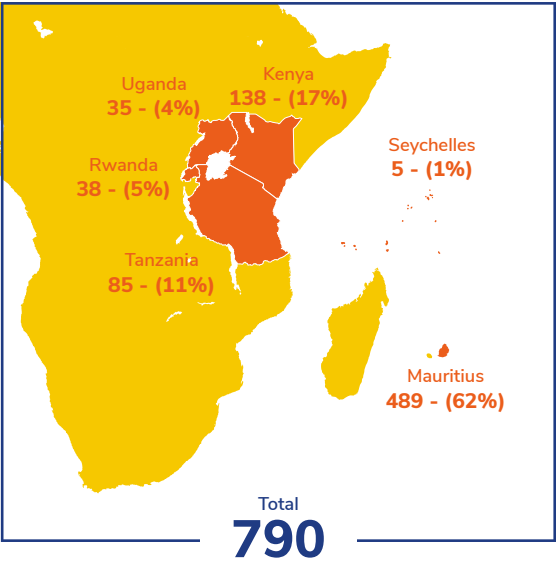 Uganda
35 - (4%)
Kenya
138 - (17%)
Rwanda
38 - (5%)
Seychelles
5 - (1%)
Tanzania
85 - (11%)
Mauritius
489 - (62%)
Total
790